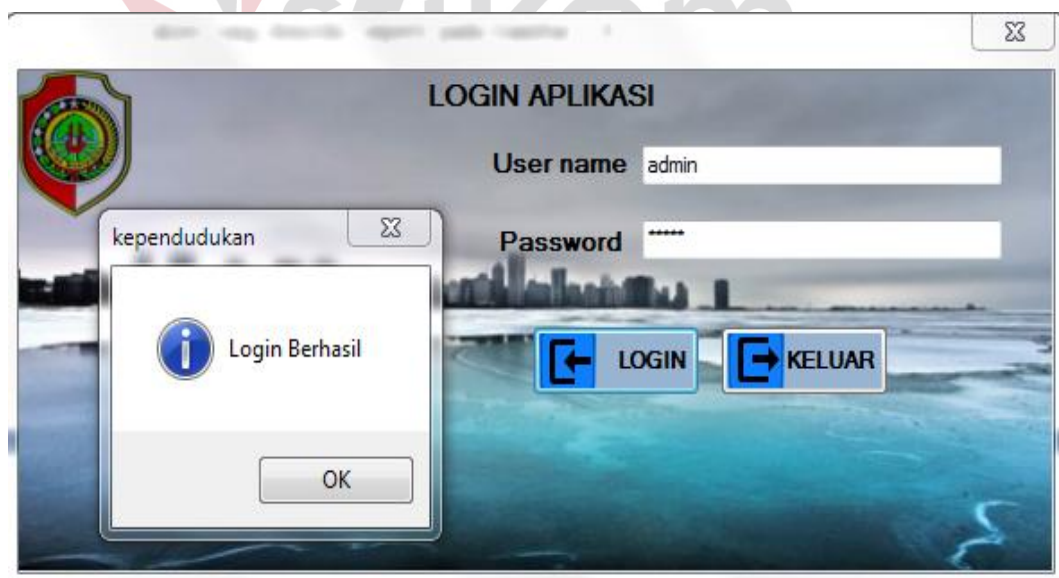 LOGIN APLIKASI
User name admin
Password *****
kependudukan
Login Berhasil
OK
LOGIN
KELUAR